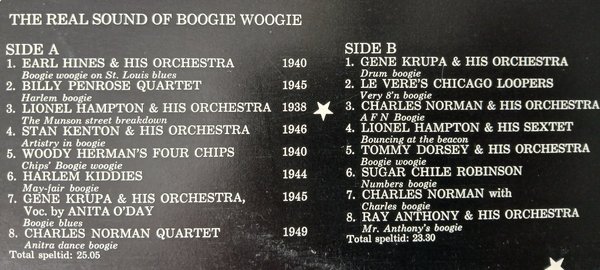 THE REAL SOUND OF BOOGIE WOOGIE
SIDE A
1. EARL HINES & HIS ORCHESTRA 1940
Boogie woogie on St. Louis blues
2. BILLY PENROSE QUARTET 1945
Harlem boogie
3. LIONEL HAMPTON & HIS ORCHESTRA 1938
The Munson street breakdown
4. STAN KENTON & HIS ORCHESTRA 1946
Artistry in boogie
5. WOODY HERMAN'S FOUR CHIPS 1940
Chips' Boogie woogie
6. HARLEM KIDDIES 1944
May-fair boogie
7. GENE KRUPA & HIS ORCHESTRA, 1945
Voc. by ANITA O'DAY
Boogie blues
8. CHARLES NORMAN QUARTET 1949
Anitra dance boogie
Total speltid: 25.05
SIDE B
1. GENE KRUPA & HIS ORCHESTRA
Drum boogie
2. LE VERE'S CHICAGO LOOPERS
Very 8'n boogie
3. CHARLES NORMAN & HIS ORCHESTRA
A F N Boogie
4. LIONEL HAMPTON & HIS SEXTET
Bouncing at the beacon
5. TOMMY DORSEY & HIS ORCHESTRA
Boogie woogie
6. SUGAR CHILE ROBINSON
Numbers boogie
7. CHARLES NORMAN with
Charles boogie
8. RAY ANTHONY & HIS ORCHESTRA
Mr. Anthony's boogie
Total speltid: 23.30